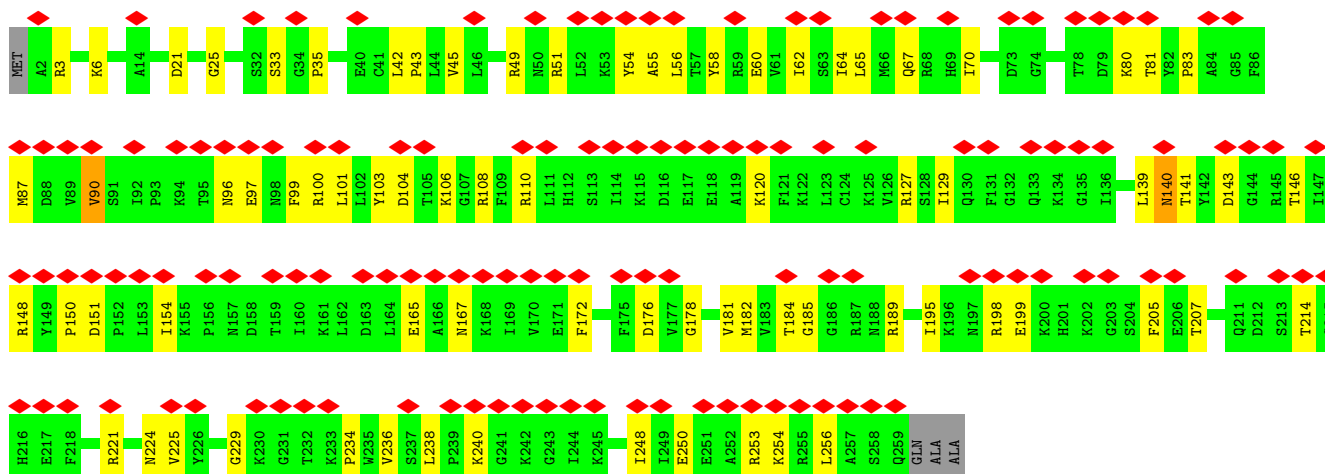 MET A2 R3 K6 A14 D21 G25 S32 S33 G34 P35 E40 C41 L42 P43 L44 V45 L46 R49 N50 R51 L52 K53 Y54 A55 L56 T57 Y58 R59 E60 V61 I62 S63 I64 L65 M66 Q67 R68 H69 I70 D73 G74 T78 D79 K80 T81 Y82 P83 A84 G85 F86
M87 D88 V89 V90 S91 I92 P93 K94 T95 N96 E97 N98 F99 R100 L101 L102 Y103 D104 T105 K106 G107 R108 F109 R110 L111 H112 S113 I114 K115 D116 E117 E118 A119 K120 F121 K122 L123 C124 K125 V126 R127 S128 I129 Q130 F131 G132 Q133 K134 G135 I136 L139 N140 T141 Y142 D143 G144 R145 T146 I147
R148 Y149 P150 D151 P152 L153 I154 K155 P156 N157 D158 T159 I160 K161 L162 D163 L164 E165 A166 N167 K168 I169 V170 E171 F172 F175 D176 V177 G178 V181 M182 V183 T184 G185 G186 R187 N188 R189 I195 K196 N197 R198 E199 K200 H201 K202 G203 S204 F205 E206 T207 Q211 D212 S213 T214
H216 E217 F218 R221 N224 V225 Y226 G229 K230 G231 T232 K233 P234 W235 V236 S237 L238 P239 K240 G241 K242 G243 I244 K245 I248 I249 E250 E251 A252 R253 K254 R255 L256 A257 S258 Q259 GLN ALA ALA